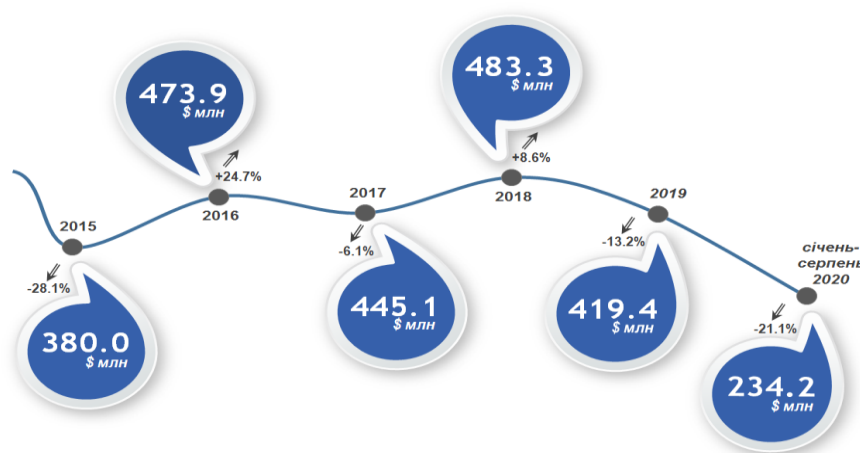 2015
-28.1%
380.0
$ млн
473.9
$ млн
+24.7%
2016
2017
-6.1%
445.1
$ млн
483.3
$ млн
+8.6%
2018
2019
-13.2%
419.4
$ млн
січень-
серпень
2020
-21.1%
234.2
$ млн